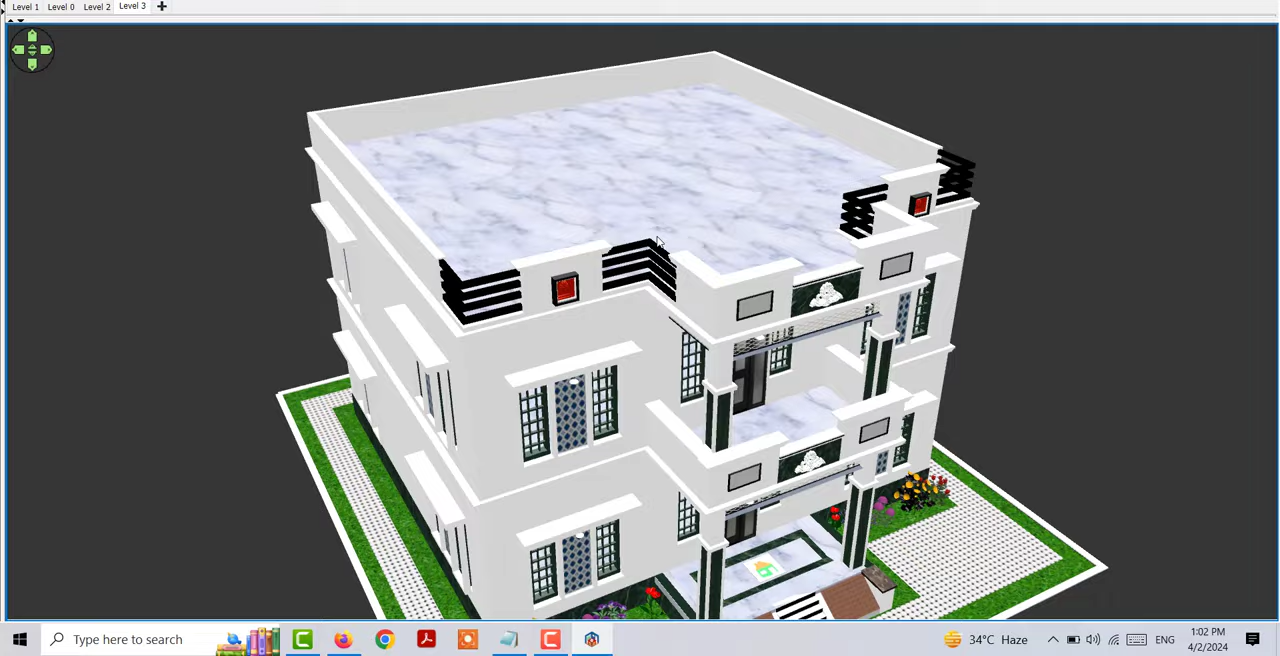 Level 1 Level 0 Level 2 Level 3
Type here to search
34°C Haze
ENG
1:02 PM
4/2/2024